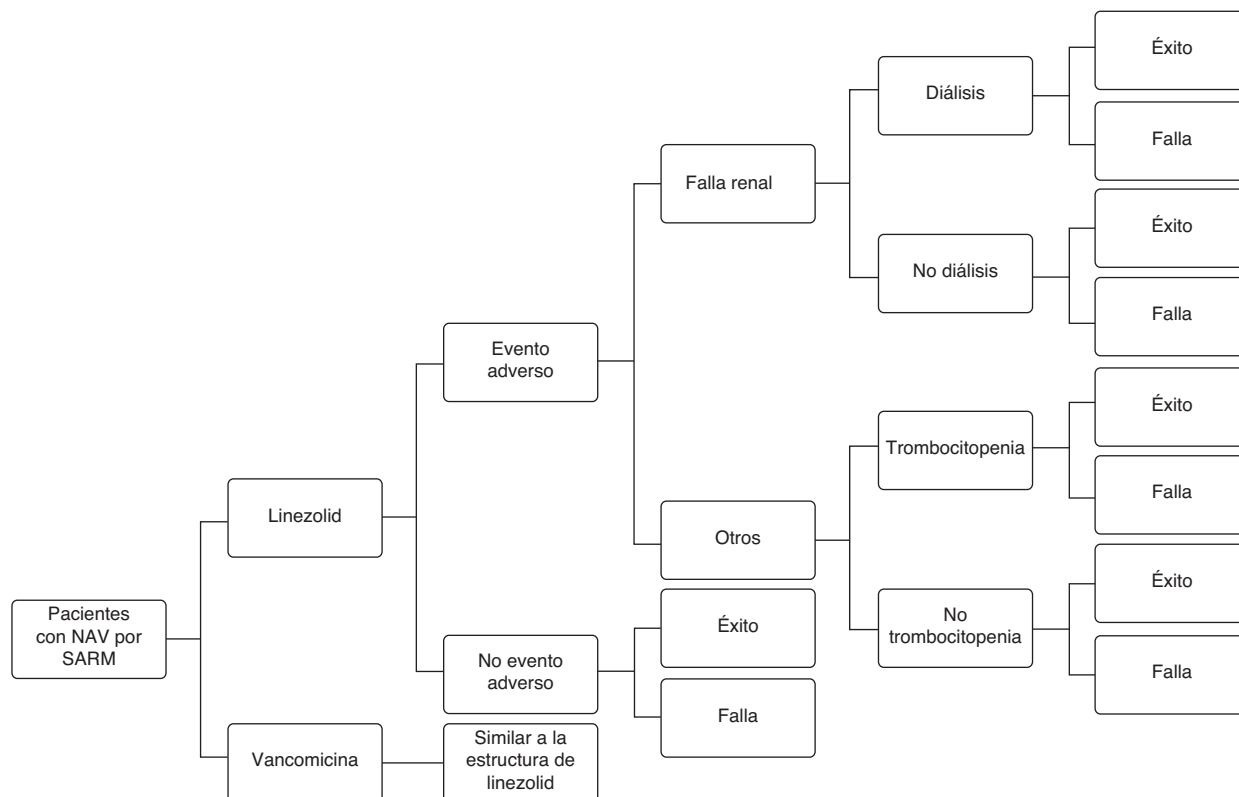 Pacientes
con NAV por
SARM
Linezolid
Vancomicina
Evento
adverso
No evento
adverso
Similar a la
estructura de
linezolid
Falla renal
Otros
Éxito
Falla
Diálisis
No diálisis
Trombocitopenia
No
trombocitopenia
Éxito
Falla
Éxito
Falla
Éxito
Falla
Éxito
Falla